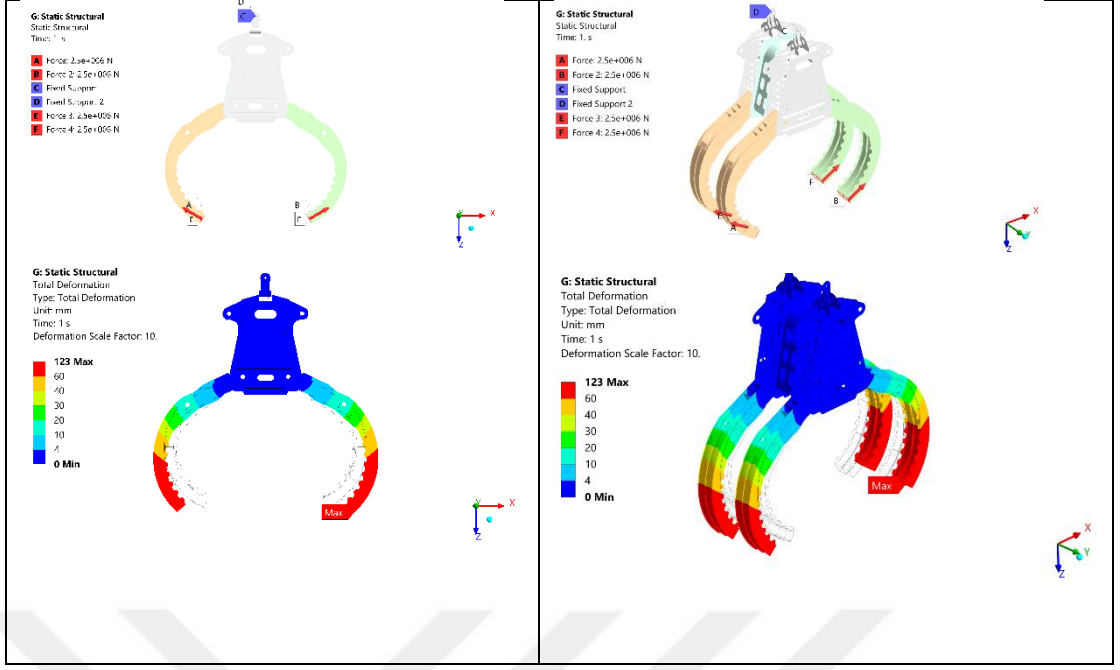 D
C
G: Static Structural
Static Structural
Time: 1. s
A Force: 2.5e+006 N
B Force 2: 2.5e+006 N
C Fixed Support
D Fixed Support 2
E Force 3: 2.5e+006 N
F Force 4: 2.5e+006 N
A
B
X
Z
G: Static Structural
Total Deformation
Type: Total Deformation
Unit: mm
Time: 1 s
Deformation Scale Factor: 10.
123 Max
60
40
30
20
10
4
0 Min
Max
X
Z
D
C
G: Static Structural
Static Structural
Time: 1. s
A Force: 2.5e+006 N
B Force 2: 2.5e+006 N
C Fixed Support
D Fixed Support 2
E Force 3: 2.5e+006 N
F Force 4: 2.5e+006 N
F
B
E
A
X
Y
Z
G: Static Structural
Total Deformation
Type: Total Deformation
Unit: mm
Time: 1 s
Deformation Scale Factor: 10.
123 Max
60
40
30
20
10
4
0 Min
Max
X
Y
Z